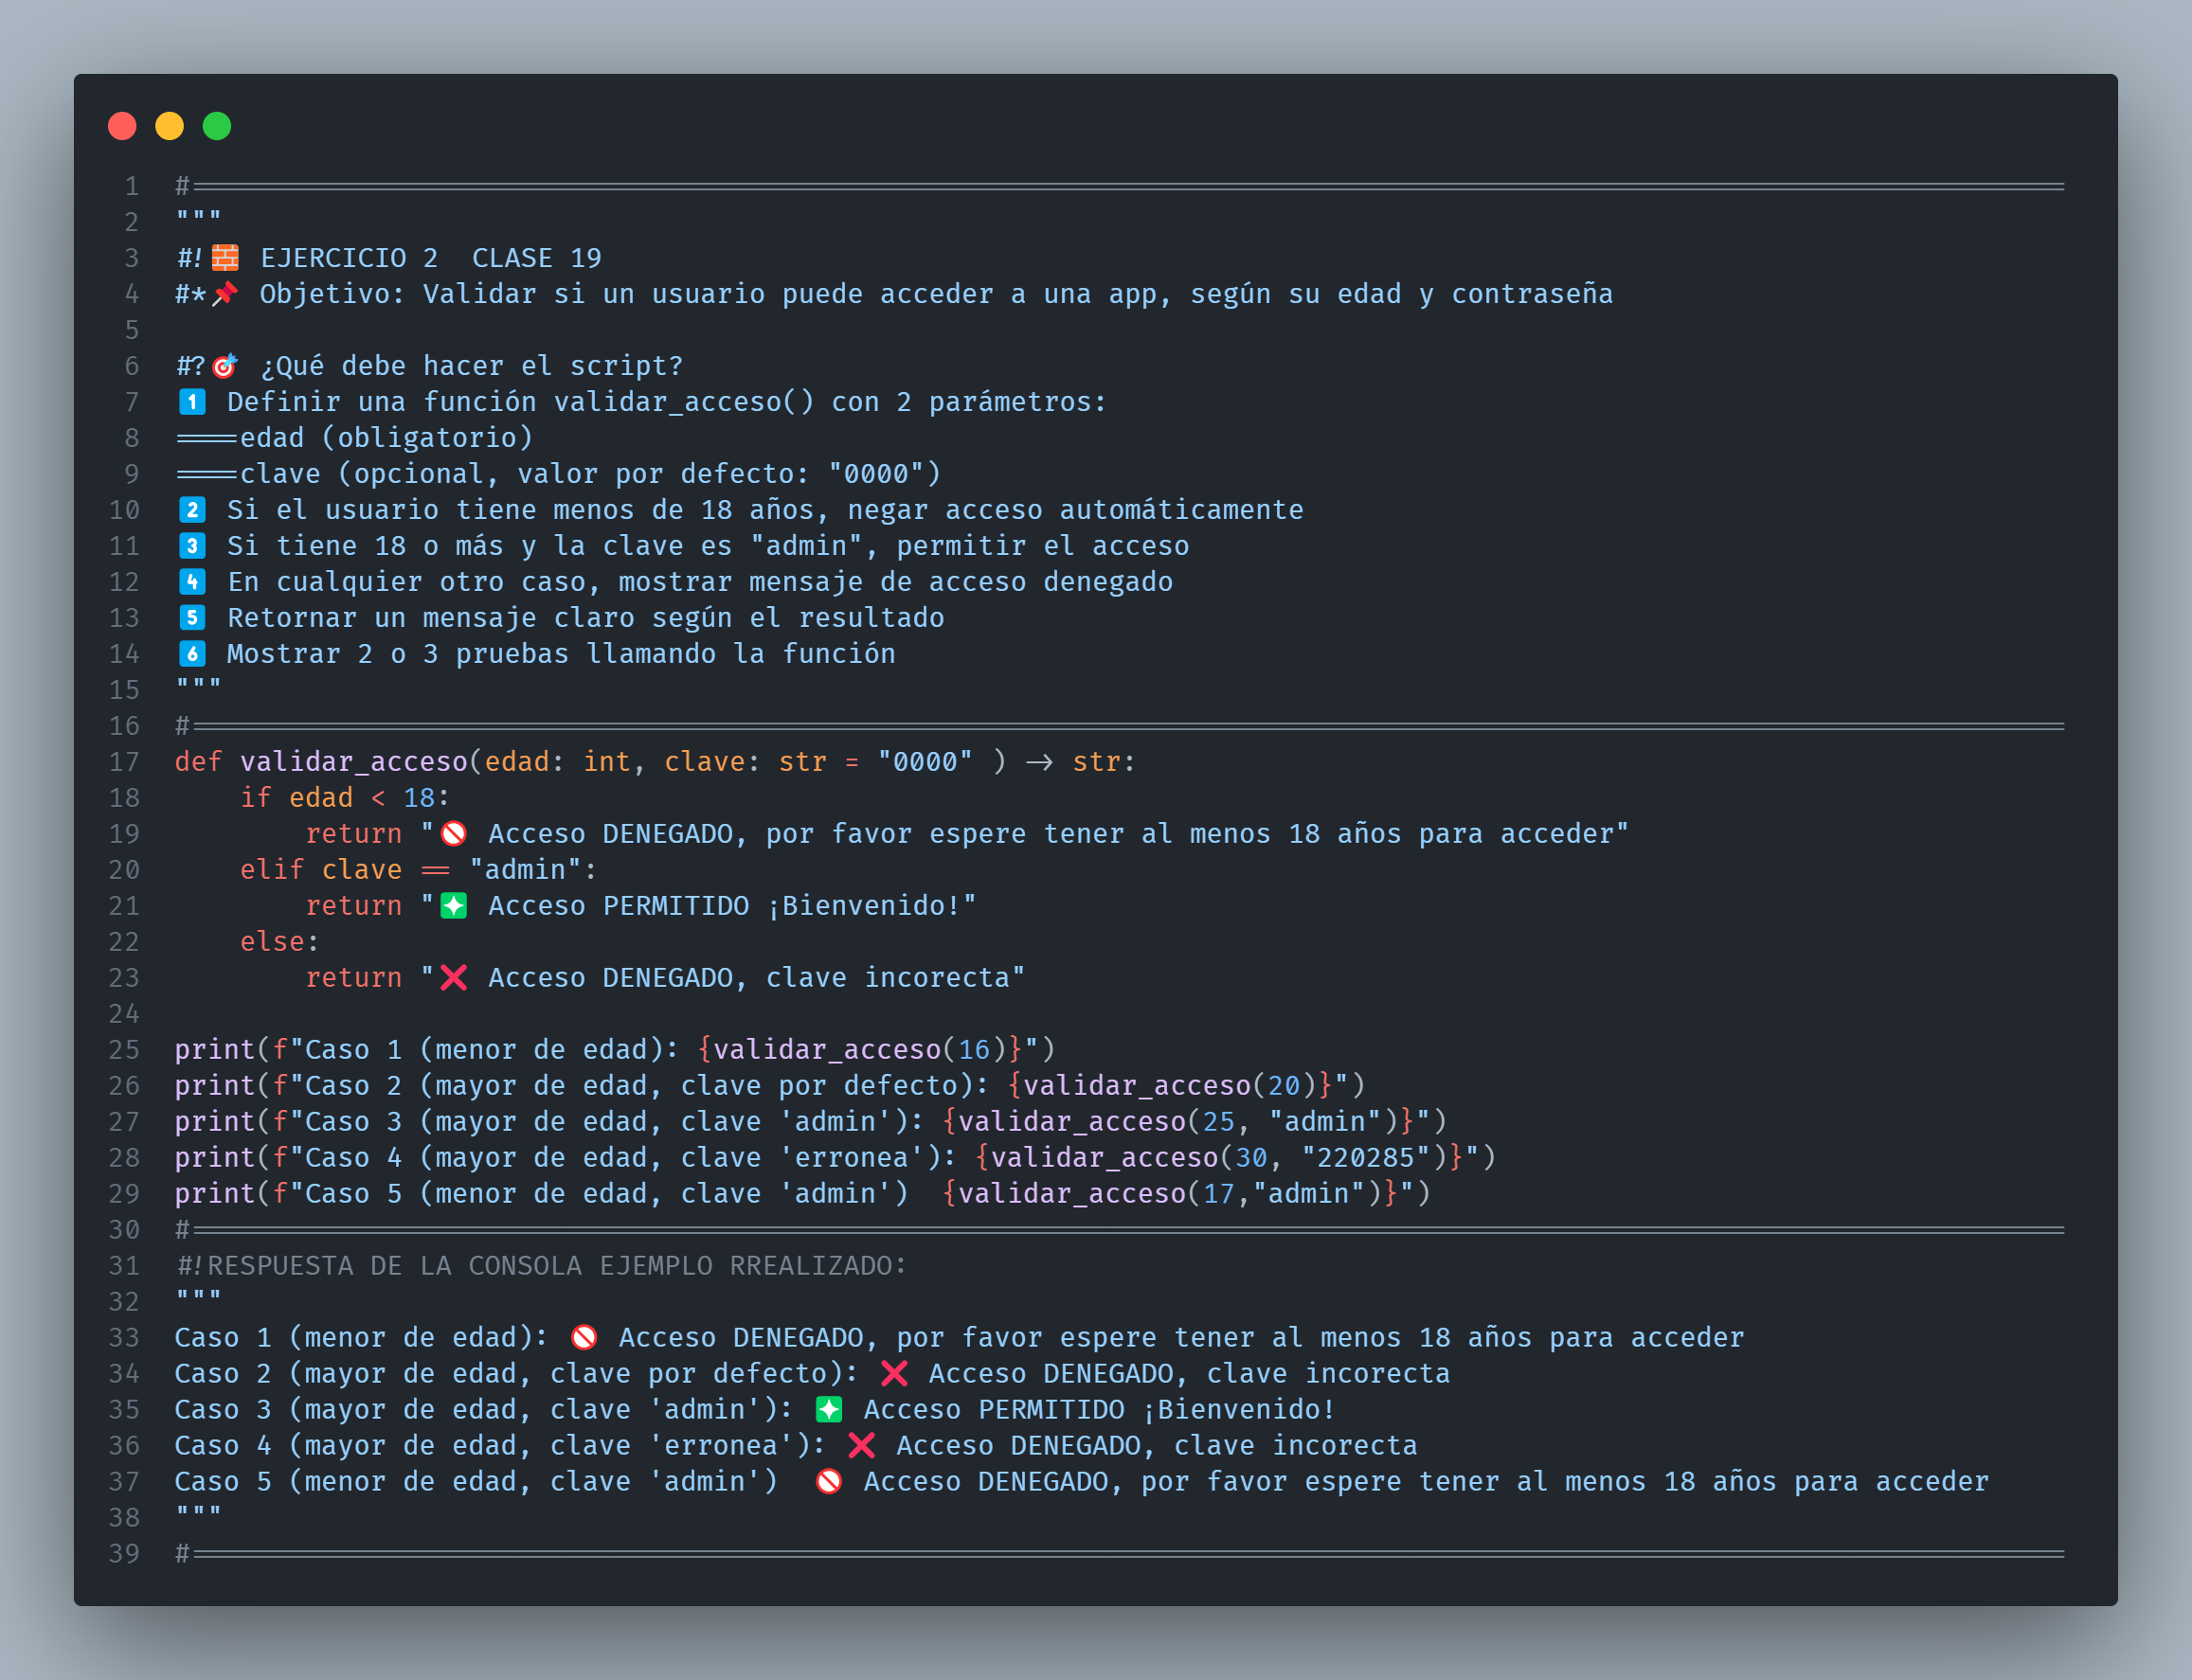 1 #===================================================================================================================
2 """
3 #!🧱 EJERCICIO 2  CLASE 19
4 #*📌 Objetivo: Validar si un usuario puede acceder a una app, según su edad y contraseña
5
6 #?🎯 ¿Qué debe hacer el script?
7 1️⃣ Definir una función validar_acceso() con 2 parámetros:
8 ====edad (obligatorio)
9 ====clave (opcional, valor por defecto: "0000")
10 2️⃣ Si el usuario tiene menos de 18 años, negar acceso automáticamente
11 3️⃣ Si tiene 18 o más y la clave es "admin", permitir el acceso
12 4️⃣ En cualquier otro caso, mostrar mensaje de acceso denegado
13 5️⃣ Retornar un mensaje claro según el resultado
14 6️⃣ Mostrar 2 o 3 pruebas llamando la función
15 """
16 #===================================================================================================================
17 def validar_acceso(edad: int, clave: str = "0000" ) -> str:
18     if edad < 18:
19         return "🚫 Acceso DENEGADO, por favor espere tener al menos 18 años para acceder"
20     elif clave == "admin":
21         return "❇️ Acceso PERMITIDO ¡Bienvenido!"
22     else:
23         return "❌ Acceso DENEGADO, clave incorecta"
24
25 print(f"Caso 1 (menor de edad): {validar_acceso(16)}")
26 print(f"Caso 2 (mayor de edad, clave por defecto): {validar_acceso(20)}")
27 print(f"Caso 3 (mayor de edad, clave 'admin'): {validar_acceso(25, "admin")}")
28 print(f"Caso 4 (mayor de edad, clave 'erronea'): {validar_acceso(30, "220285")}")
29 print(f"Caso 5 (menor de edad, clave 'admin')  {validar_acceso(17,"admin")}")
30 #===================================================================================================================
31 #!RESPUESTA DE LA CONSOLA EJEMPLO RREALIZADO:
32 """
33 Caso 1 (menor de edad): 🚫 Acceso DENEGADO, por favor espere tener al menos 18 años para acceder
34 Caso 2 (mayor de edad, clave por defecto): ❌ Acceso DENEGADO, clave incorecta
35 Caso 3 (mayor de edad, clave 'admin'): ❇️ Acceso PERMITIDO ¡Bienvenido!
36 Caso 4 (mayor de edad, clave 'erronea'): ❌ Acceso DENEGADO, clave incorecta
37 Caso 5 (menor de edad, clave 'admin')  🚫 Acceso DENEGADO, por favor espere tener al menos 18 años para acceder
38 """
39 #===================================================================================================================